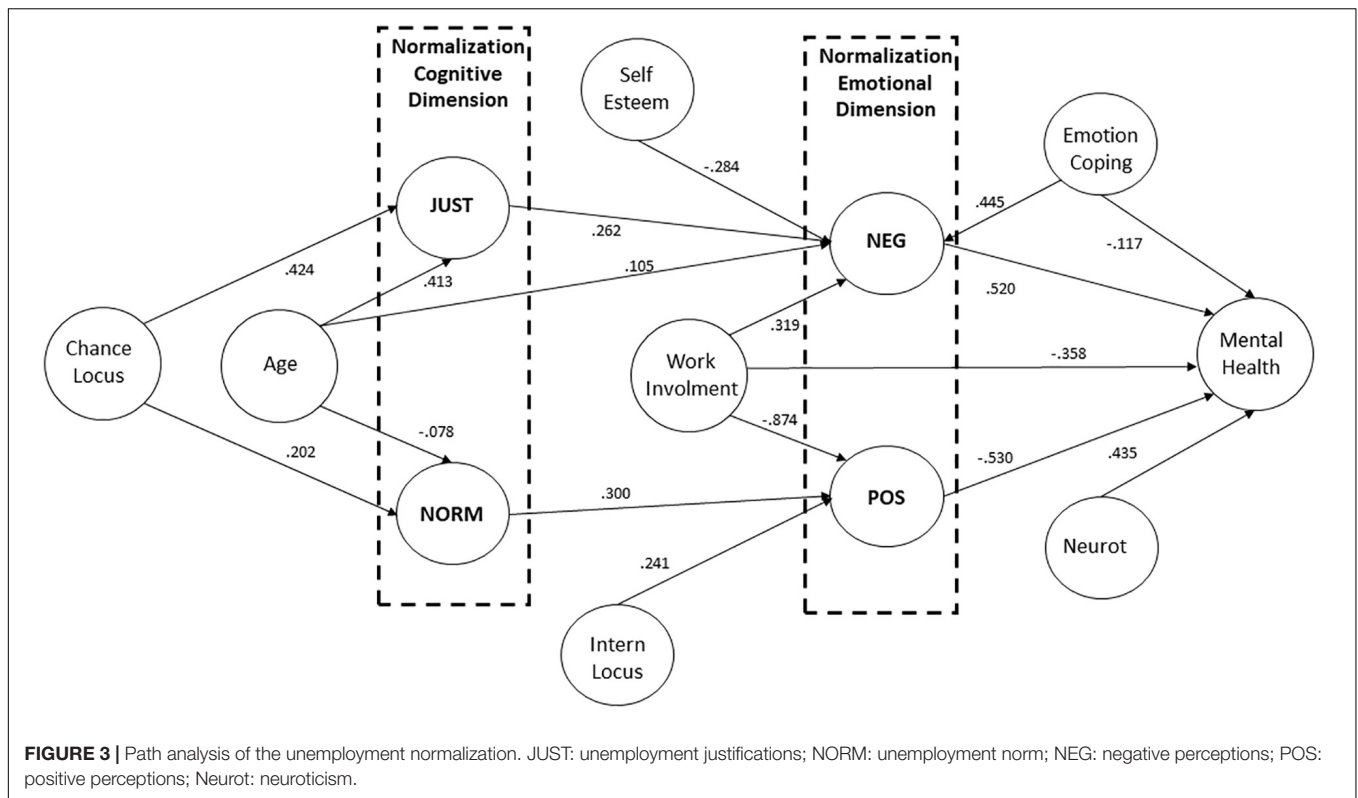 Normalization
Cognitive
Dimension
Self
Esteem
Normalization
Emotional
Dimension
Emotion
Coping
-.284
JUST
.445
NEG
.262
-.117
.424
.105
.413
.520
Chance
Locus
Age
.319
Work
Involment
-.358
Mental
Health
-.078
-.874
.202
-.530
.435
NORM
.300
POS
Neurot
.241
Intern
Locus
FIGURE 3 | Path analysis of the unemployment normalization. JUST: unemployment justifications; NORM: unemployment norm; NEG: negative perceptions; POS:
positive perceptions; Neurot: neuroticism.